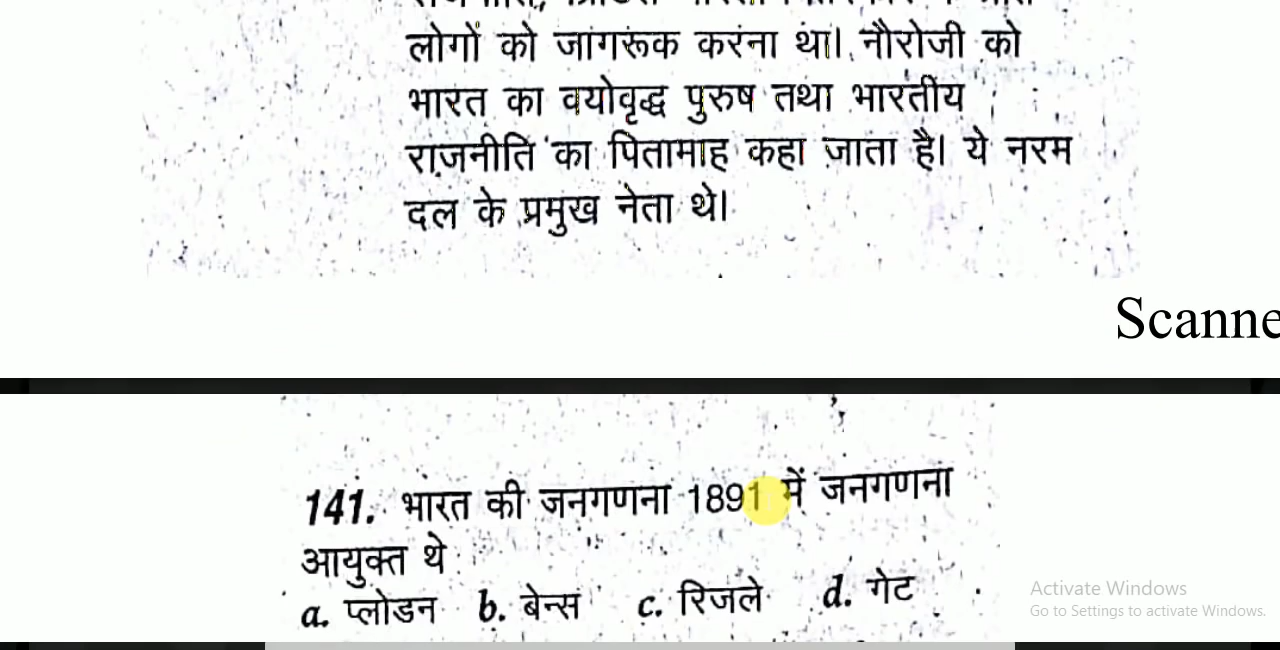 लोगों को जागरूक करना था। नौरोजी को
भारत का वयोवृद्ध पुरुष तथा भारतीय
राजनीति का पितामाह कहा जाता है। ये नरम
दल के प्रमुख नेता थे।
Scanne
141. भारत की जनगणना 1891 में जनगणना
आयुक्त थे
a. प्लोडन b. बेन्स c. रिजले d. गेट
Activate Windows
Go to Settings to activate Windows.